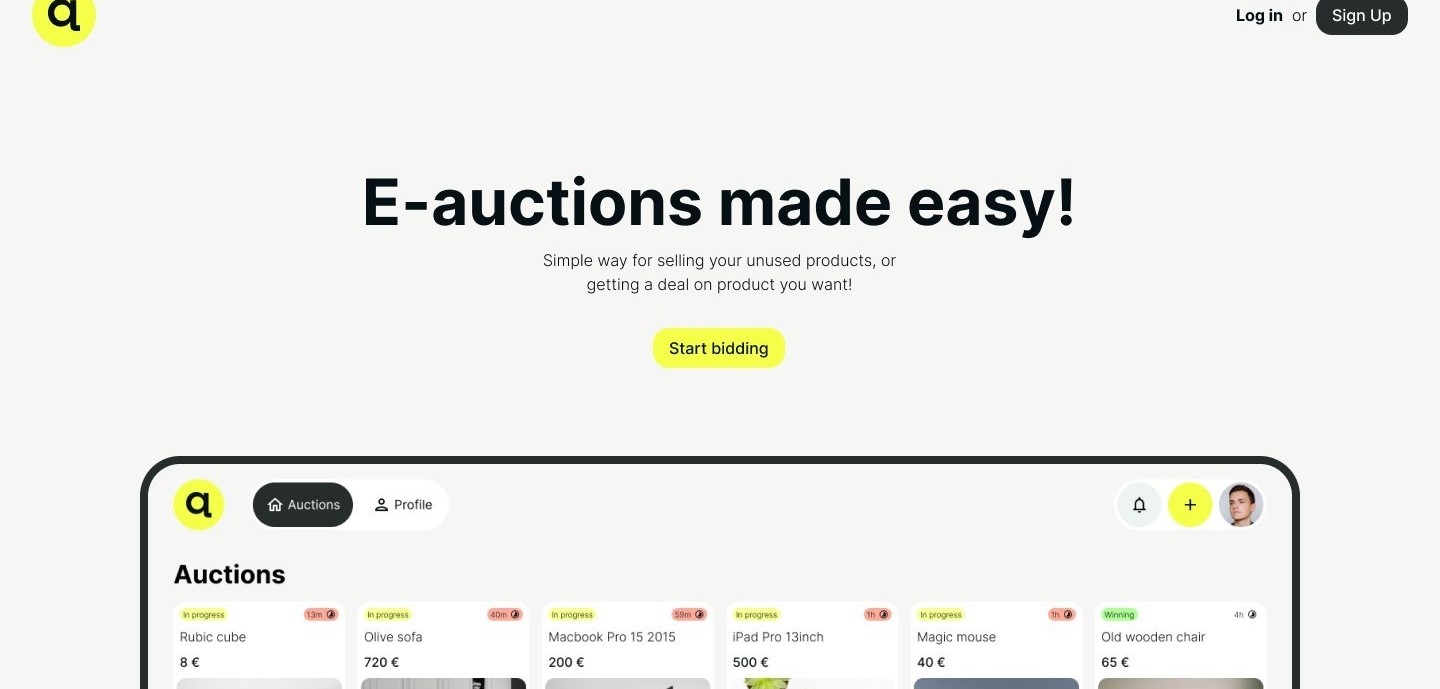 a
Log in or Sign Up
E-auctions made easy!
Simple way for selling your unused products, or
getting a deal on product you want!
Start bidding
a Auctions Profile +
Auctions
In progress 13m In progress 40m In progress 59m In progress 1h In progress 1h Winning 4h
Rubic cube Olive sofa Macbook Pro 15 2015 iPad Pro 13inch Magic mouse Old wooden chair
8 € 720 € 200 € 500 € 40 € 65 €